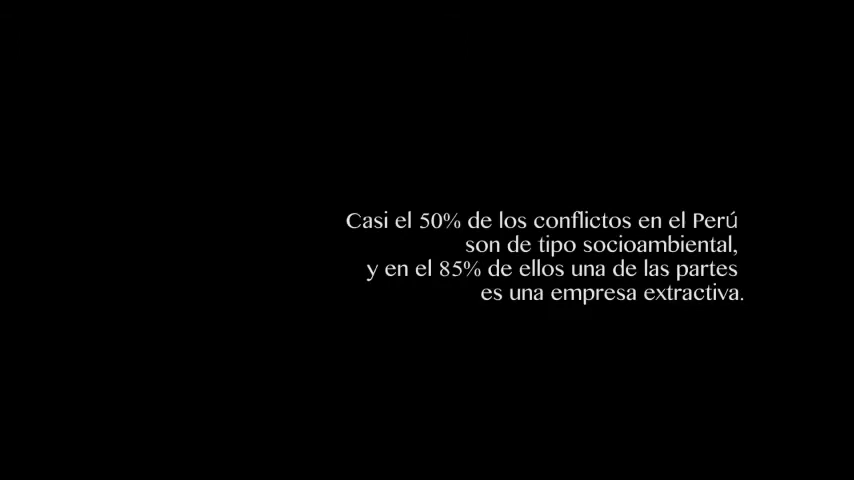 Casi el 50% de los conflictos en el Perú
son de tipo socioambiental,
y en el 85% de ellos una de las partes
es una empresa extractiva.